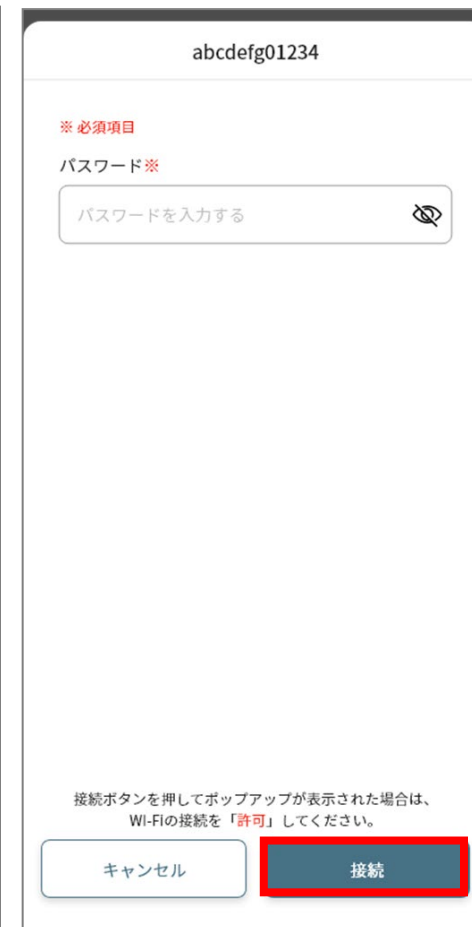 abcdefg01234
※ 必須項目
パスワード※
パスワードを入力する
接続ボタンを押してポップアップが表示された場合は、
WI-FIの接続を「許可」してください。
キャンセル
接続